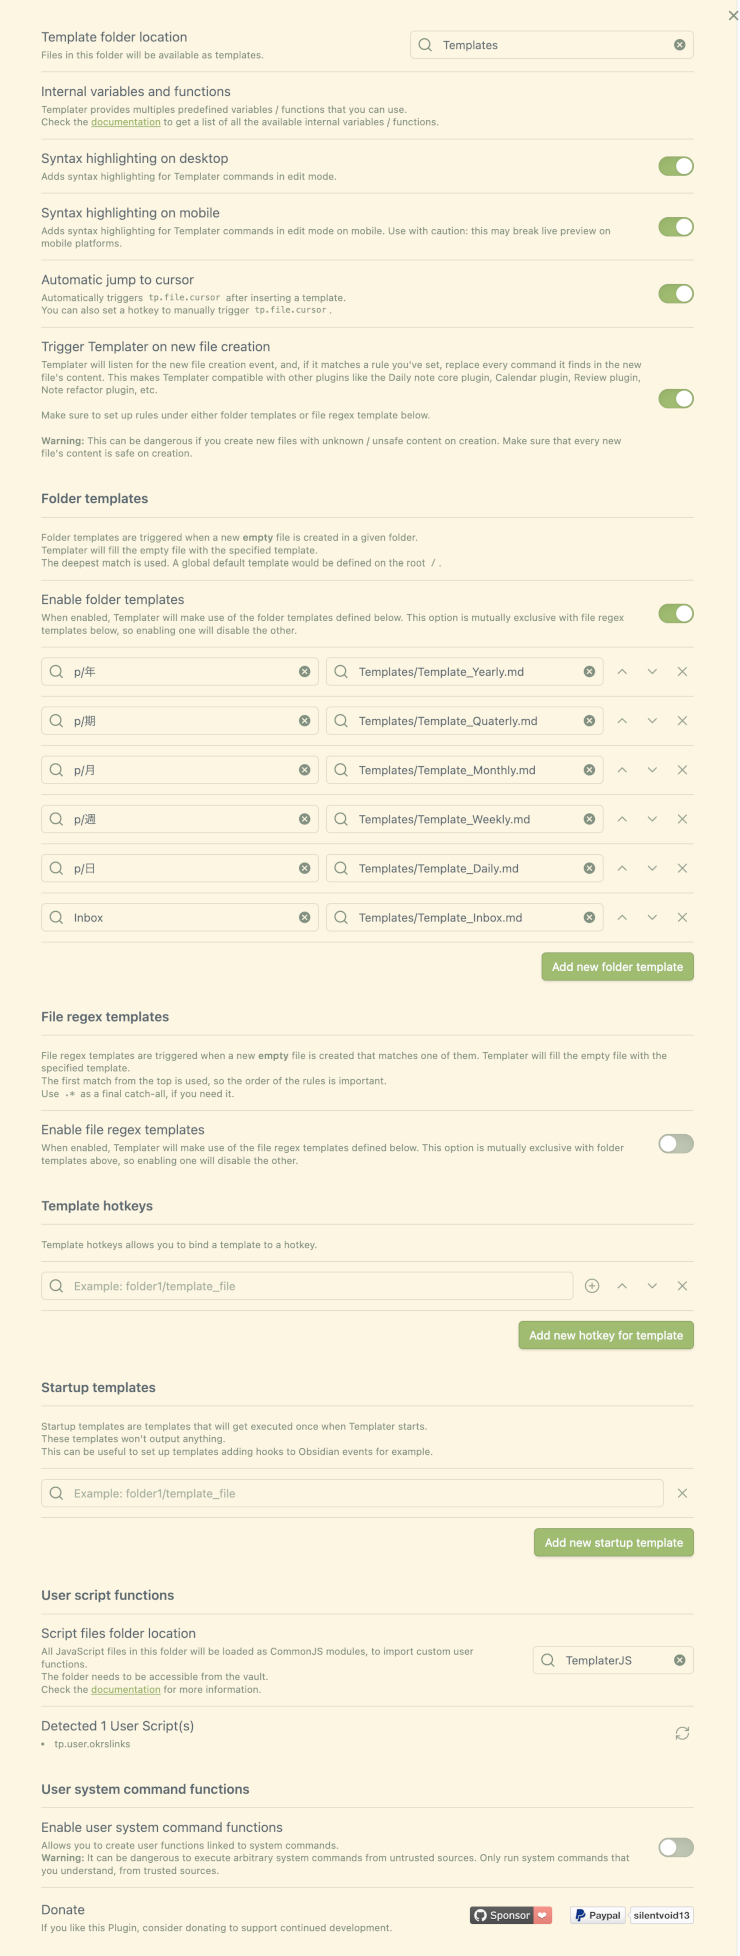 Template folder location
Files in this folder will be available as templates.
Templates
Internal variables and functions
Templater provides multiple predefined variables / functions that you can use.
Check the documentation to get a list of all the available internal variables / functions.
Syntax highlighting on desktop
Adds syntax highlighting for Templater commands in edit mode.
Syntax highlighting on mobile
Adds syntax highlighting for Templater commands in edit mode on mobile. Use with caution: this may break live preview on
mobile platforms.
Automatic jump to cursor
Automatically triggers tp.file.cursor after inserting a template.
You can also set a hotkey to manually trigger tp.file.cursor.
Trigger Templater on new file creation
Templater will listen for the new file creation event, and, if it matches a rule you've set, replace every command it finds in the new
file's content. This makes Templater compatible with other plugins like the Daily note core plugin, Calendar plugin, Review plugin,
Note refactor plugin, etc.
Make sure to set up rules under either folder templates or file regex template below.
Warning: This can be dangerous if you create new files with unknown / unsafe content on creation. Make sure that every new
file's content is safe on creation.
Folder templates
Folder templates are triggered when a new empty file is created in a given folder.
Templater will fill the empty file with the specified template.
The deepest match is used. A global default template would be defined on the root / .
Enable folder templates
When enabled, Templater will make use of the folder templates defined below. This option is mutually exclusive with file regex
templates below, so enabling one will disable the other.
p/年 Templates/Template_Yearly.md
p/期 Templates/Template_Quaterly.md
p/月 Templates/Template_Monthly.md
p/週 Templates/Template_Weekly.md
p/日 Templates/Template_Daily.md
Inbox Templates/Template_Inbox.md
Add new folder template
File regex templates
File regex templates are triggered when a new empty file is created that matches one of them. Templater will fill the empty file with the
specified template.
The first match from the top is used, so the order of the rules is important.
Use .* as a final catch-all, if you need it.
Enable file regex templates
When enabled, Templater will make use of the file regex templates defined below. This option is mutually exclusive with folder
templates above, so enabling one will disable the other.
Template hotkeys
Template hotkeys allows you to bind a template to a hotkey.
Example: folder1/template_file
Add new hotkey for template
Startup templates
Startup templates are templates that will get executed once when Templater starts.
These templates won't output anything.
This can be useful to set up templates adding hooks to Obsidian events for example.
Example: folder1/template_file
Add new startup template
User script functions
Script files folder location
All JavaScript files in this folder will be loaded as CommonJS modules, to import custom user
functions.
The folder needs to be accessible from the vault.
Check the documentation for more information.
TemplaterJS
Detected 1 User Script(s)
• tp.user.okrslinks
User system command functions
Enable user system command functions
Allows you to create user functions linked to system commands.
Warning: It can be dangerous to execute arbitrary system commands from untrusted sources. Only run system commands that
you understand, from trusted sources.
Donate
If you like this Plugin, consider donating to support continued development.
Sponsor
Paypal silentvoid13